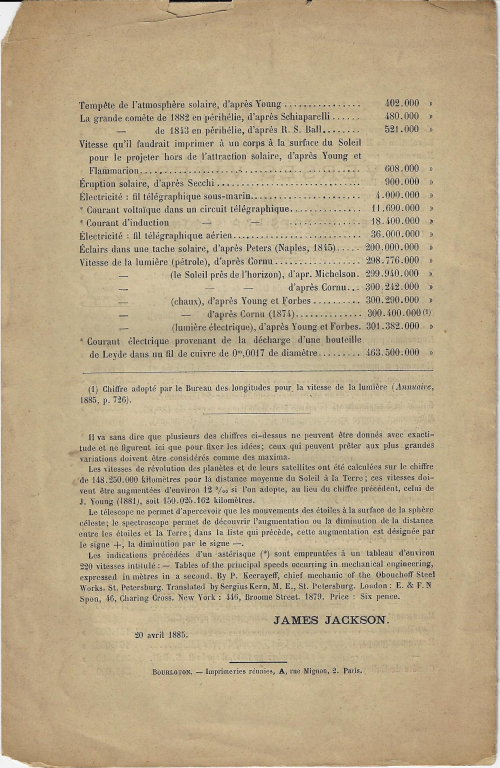 Tempête de l'atmosphère solaire, d'après Young ................ 402.000 »
La grande comète de 1882 en périhélie, d'après Schiaparelli ...... 480.000 »
— de 1843 en périhélie, d'après R. S. Ball........ 521.000 »
Vitesse qu'il faudrait imprimer à un corps à la surface du Soleil
pour le projeter hors de l'attraction solaire, d'après Young et
Flammarion.......................................... 608.000 »
Éruption solaire, d'après Secchi ............................ 900.000 »
Électricité : fil télégraphique sous-marin...................... 4.000.000 »
* Courant voltaïque dans un circuit télégraphique............... 11.690.000 »
* Courant d'induction — — ............... 18.400.000 »
Électricité : fil télégraphique aérien.......................... 36.000.000 »
Éclairs dans une tache solaire, d'après Peters (Naples, 1845)..... 200.000.000 »
Vitesse de la lumière (pétrole), d'après Cornu .................. 298.776.000 »
— (le Soleil près de l'horizon), d'apr. Michelson. 299.940.000 »
— — — d'après Cornu... 300.242.000 »
— (chaux), d'après Young et Forbes .......... 300.290.000 »
— — d'après Cornu (1874).............. 300.400.000 (1)
— (lumière électrique), d'après Young et Forbes. 301.382.000 »
* Courant électrique provenant de la décharge d'une bouteille
de Leyde dans un fil de cuivre de 0m,0017 de diamètre......... 463.500.000 »
(1) Chiffre adopté par le Bureau des longitudes pour la vitesse de la lumière (Annuaire,
1885, p. 726).
Il va sans dire que plusieurs des chiffres ci-dessus ne peuvent être donnés avec exacti-
tude et ne figurent ici que pour fixer les idées; ceux qui peuvent prêter aux plus grandes
variations doivent être considérés comme des maxima.
Les vitesses de révolution des planètes et de leurs satellites ont été calculées sur le chiffre
de 148.250.000 kilomètres pour la distance moyenne du Soleil à la Terre; ces vitesses doi-
vent être augmentées d'environ 12 °/oo si l'on adopte, au lieu du chiffre précédent, celui de
J. Young (1881), soit 150.025.162 kilomètres.
Le télescope ne permet d'apercevoir que les mouvements des étoiles à la surface de la sphère
céleste; le spectroscope permet de découvrir l'augmentation ou la diminution de la distance
entre les étoiles et la Terre; dans la liste qui précède, cette augmentation est désignée par
le signe +, la diminution par le signe —.
Les indications précédées d'un astérisque (*) sont empruntées à un tableau d'environ
220 vitesses intitulé : — Tables of the principal speeds occurring in mechanical engineering,
expressed in mètres in a second. By P. Keerayeff, chief mechanic of the Obouchoff Steel
Works. St. Petersburg. Translated by Sergius Kern, M. E., St. Petersburg. London : E. & F. N
Spon, 46, Charing Cross. New York : 446, Broome Street. 1879. Price : Six pence.
JAMES JACKSON.
20 avril 1885.
BOURLOTON. — Imprimeries réunies, A, rue Mignon, 2. Paris.